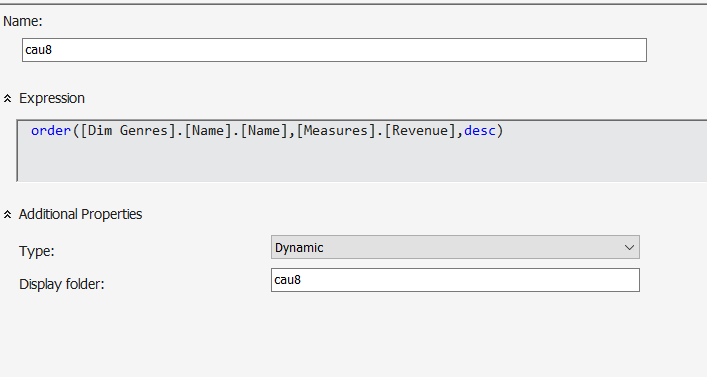 Name:
cau8
Expression
order([Dim Genres].[Name].[Name],[Measures].[Revenue],desc)
Additional Properties
Type:
Dynamic
Display folder:
cau8